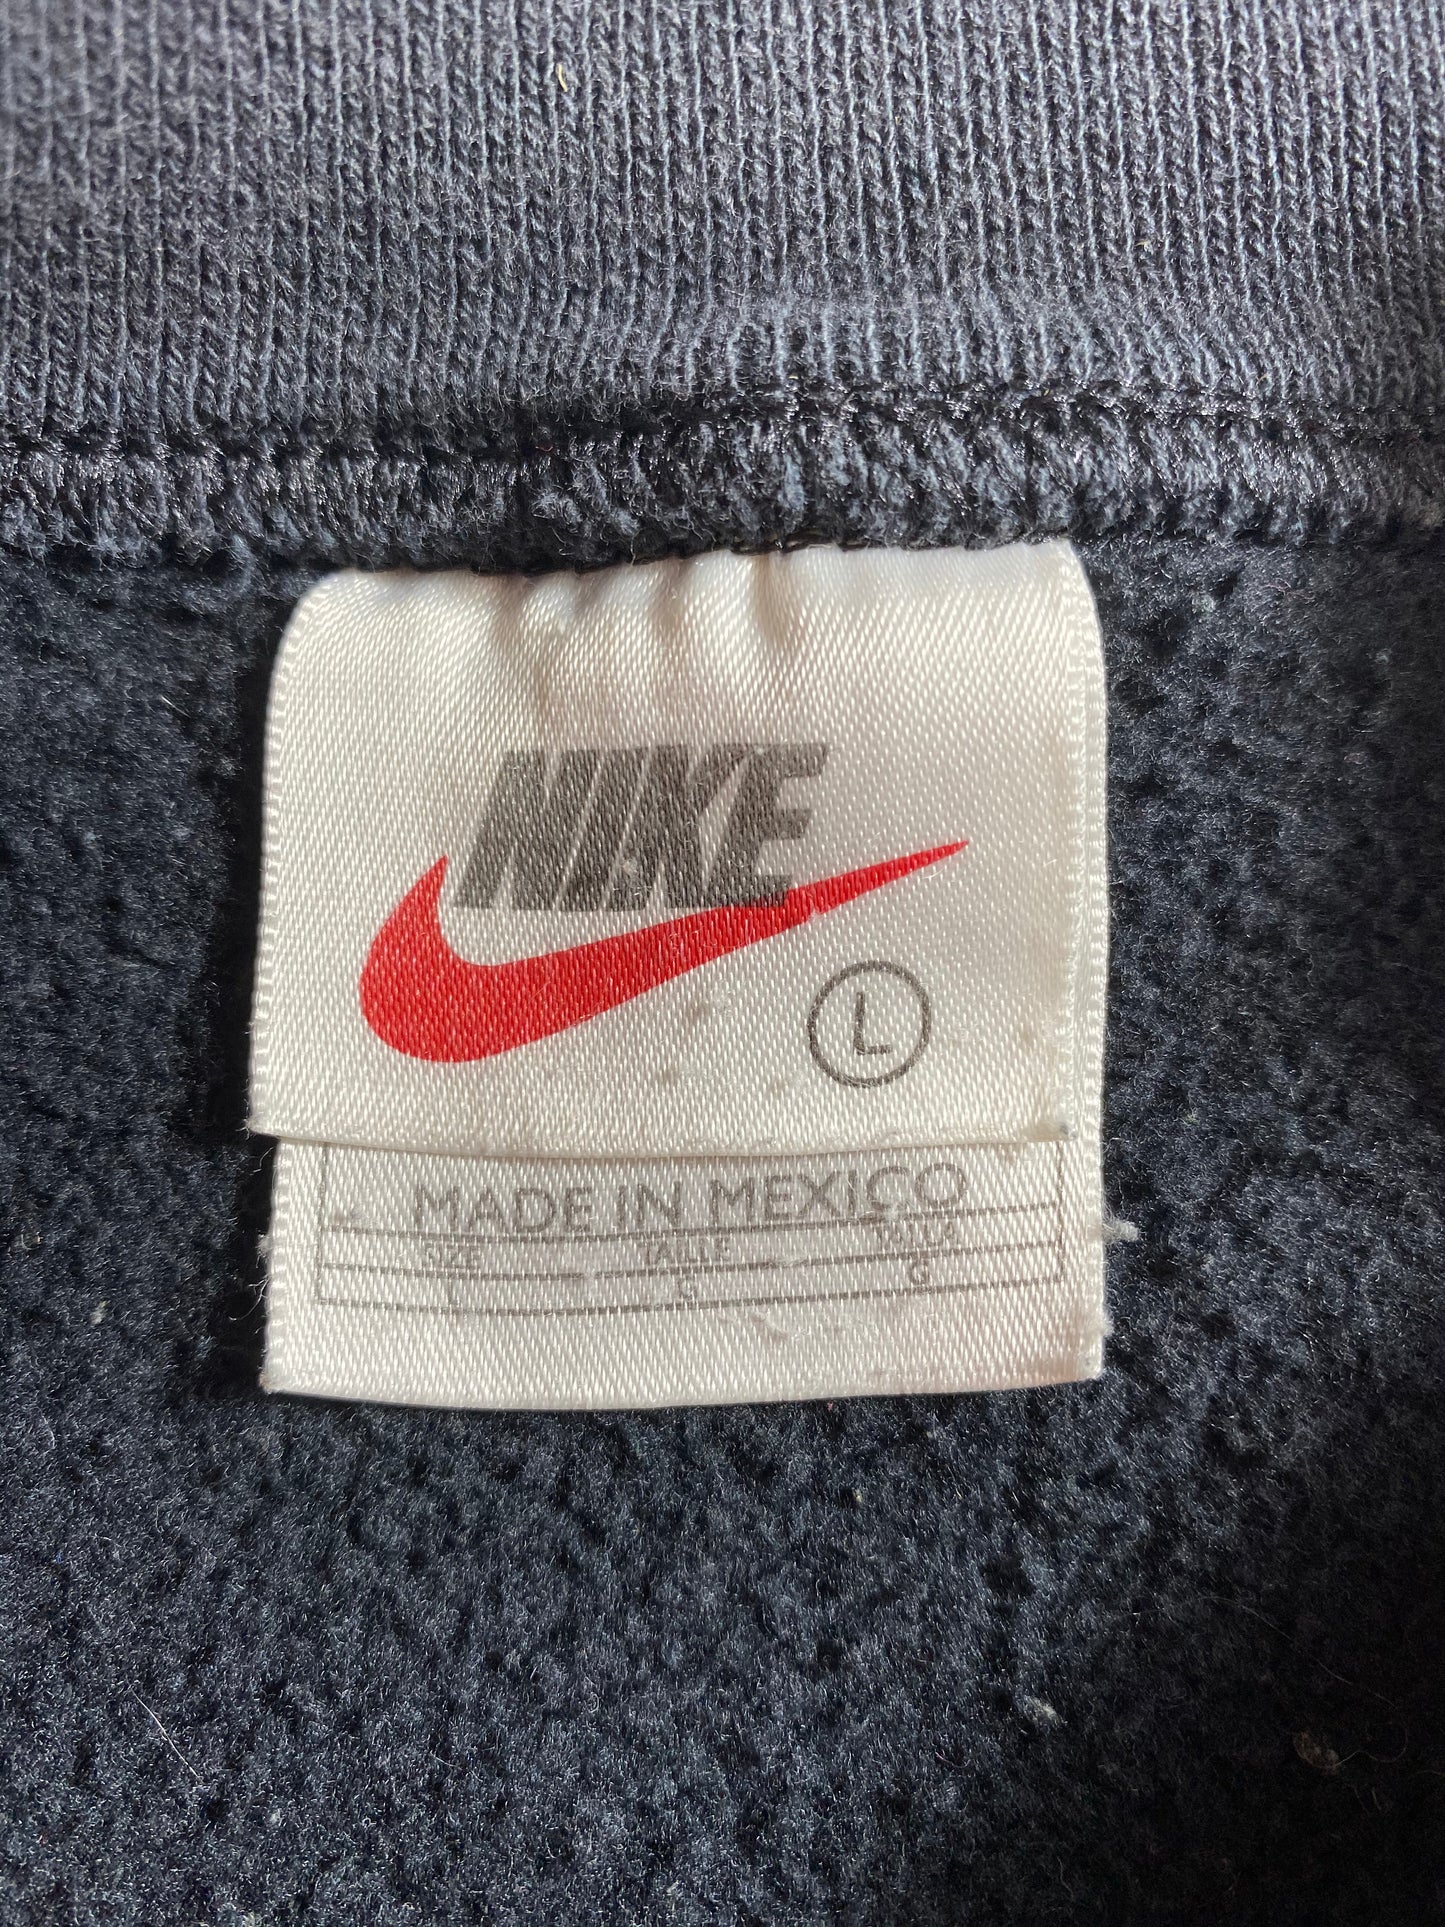 NIKE
L
MADE IN MEXICO
SIZE TAILLE TALLA
L G G